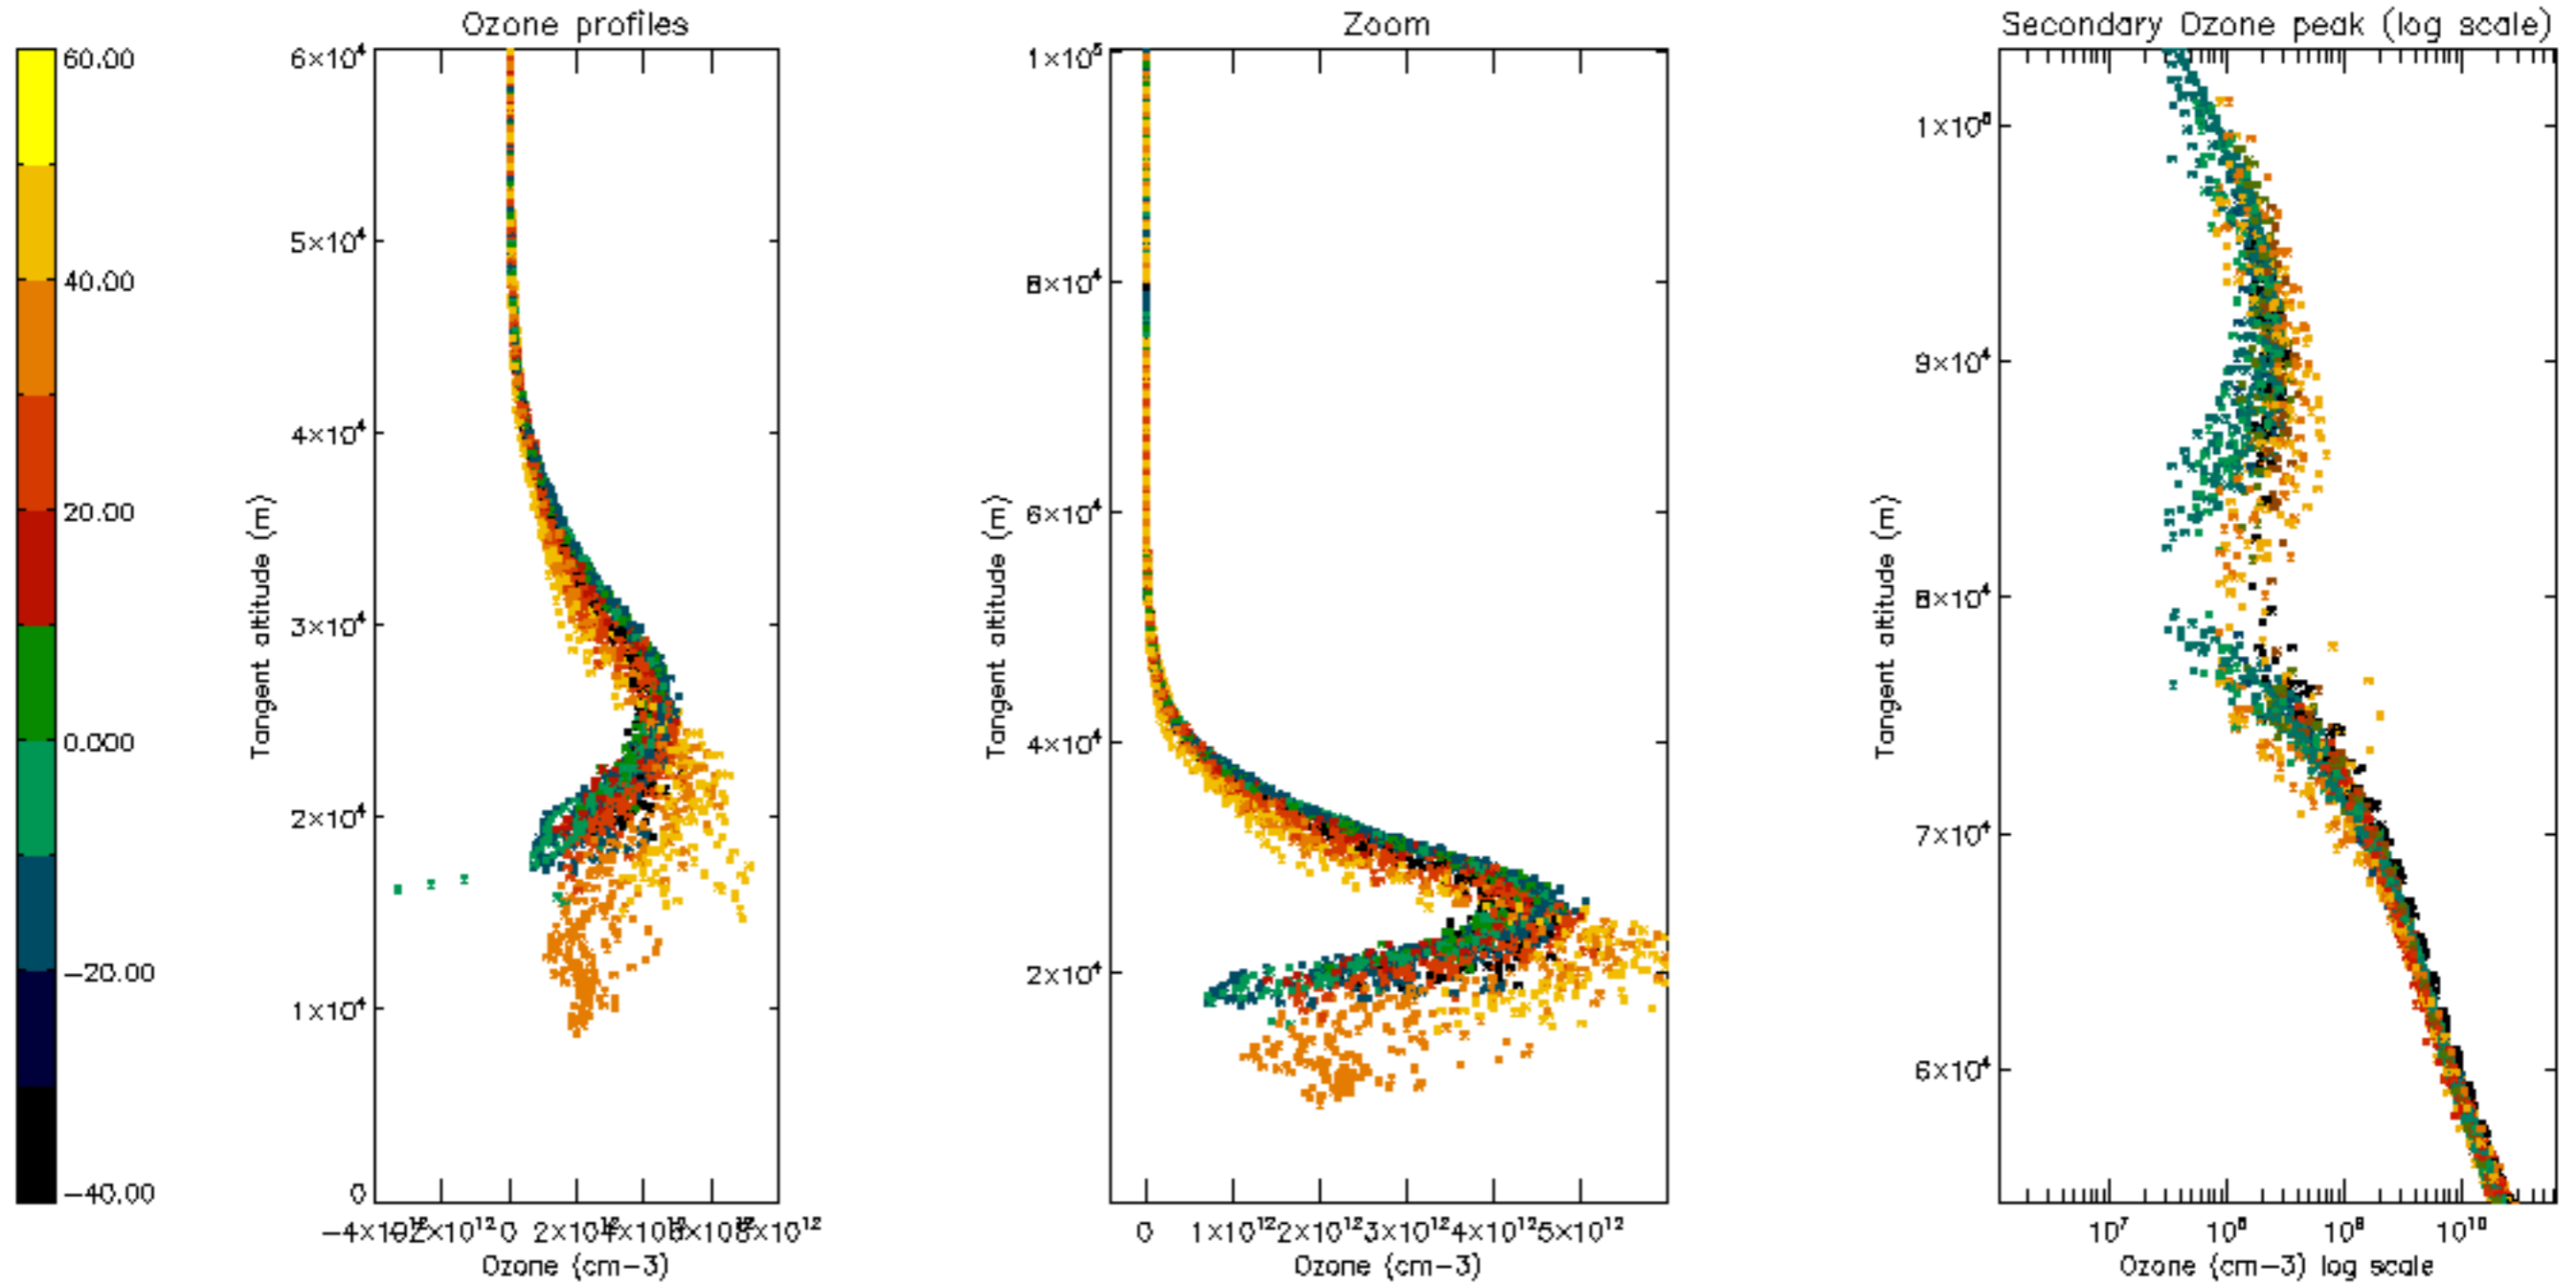 Ozone profiles
Zoom
Secondary Ozone peak (log scale)
60.00
40.00
20.00
0.000
−20.00
−40.00
Tangent altitude (m)
6×10⁴
5×10⁴
4×10⁴
3×10⁴
2×10⁴
1×10⁴
0
0
Ozone (cm−3)
Tangent altitude (m)
1×10⁵
8×10⁴
6×10⁴
4×10⁴
2×10⁴
0 1×10¹² 2×10¹² 3×10¹² 4×10¹² 5×10¹²
Ozone (cm−3)
Tangent altitude (m)
1×10⁵
9×10⁴
8×10⁴
7×10⁴
6×10⁴
10⁷ 10⁸ 10⁹ 10¹⁰
Ozone (cm−3) log scale